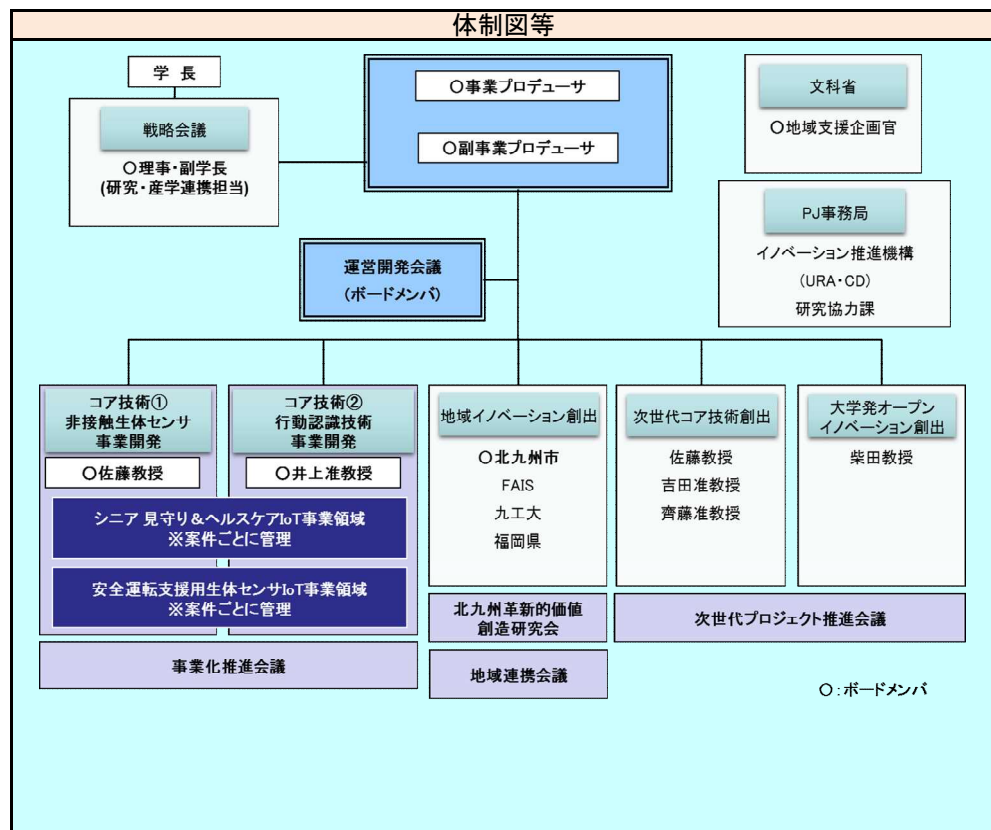 体制図等
学 長
戦略会議
○理事・副学長
(研究・産学連携担当)
○事業プロデューサ
○副事業プロデューサ
文科省
○地域支援企画官
PJ事務局
イノベーション推進機構
(URA・CD)
研究協力課
運営開発会議
(ボードメンバ)
コア技術①
非接触生体センサ
事業開発
○佐藤教授
コア技術②
行動認識技術
事業開発
○井上准教授
シニア 見守り&ヘルスケアIoT事業領域
※案件ごとに管理
安全運転支援用生体センサIoT事業領域
※案件ごとに管理
事業化推進会議
地域イノベーション創出
○北九州市
FAIS
九工大
福岡県
北九州革新的価値
創造研究会
地域連携会議
次世代コア技術創出
佐藤教授
吉田准教授
齊藤准教授
大学発オープン
イノベーション創出
柴田教授
次世代プロジェクト推進会議
○:ボードメンバ